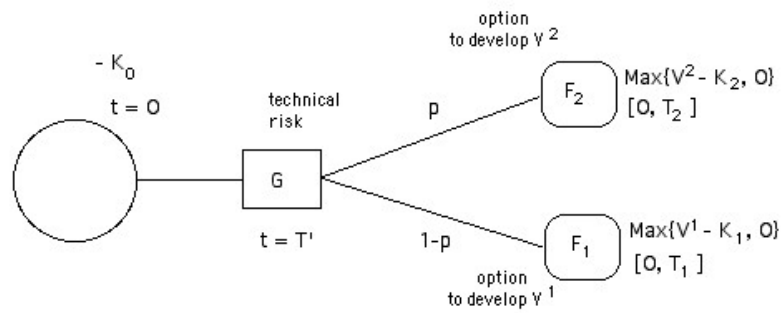 option
to develop V²
- K₀
t = 0
technical
risk
F₂
Max{V² - K₂, 0}
[0, T₂ ]
p
G
t = T'
1-p
F₁
Max{V¹ - K₁, 0}
[0, T₁ ]
option
to develop V¹